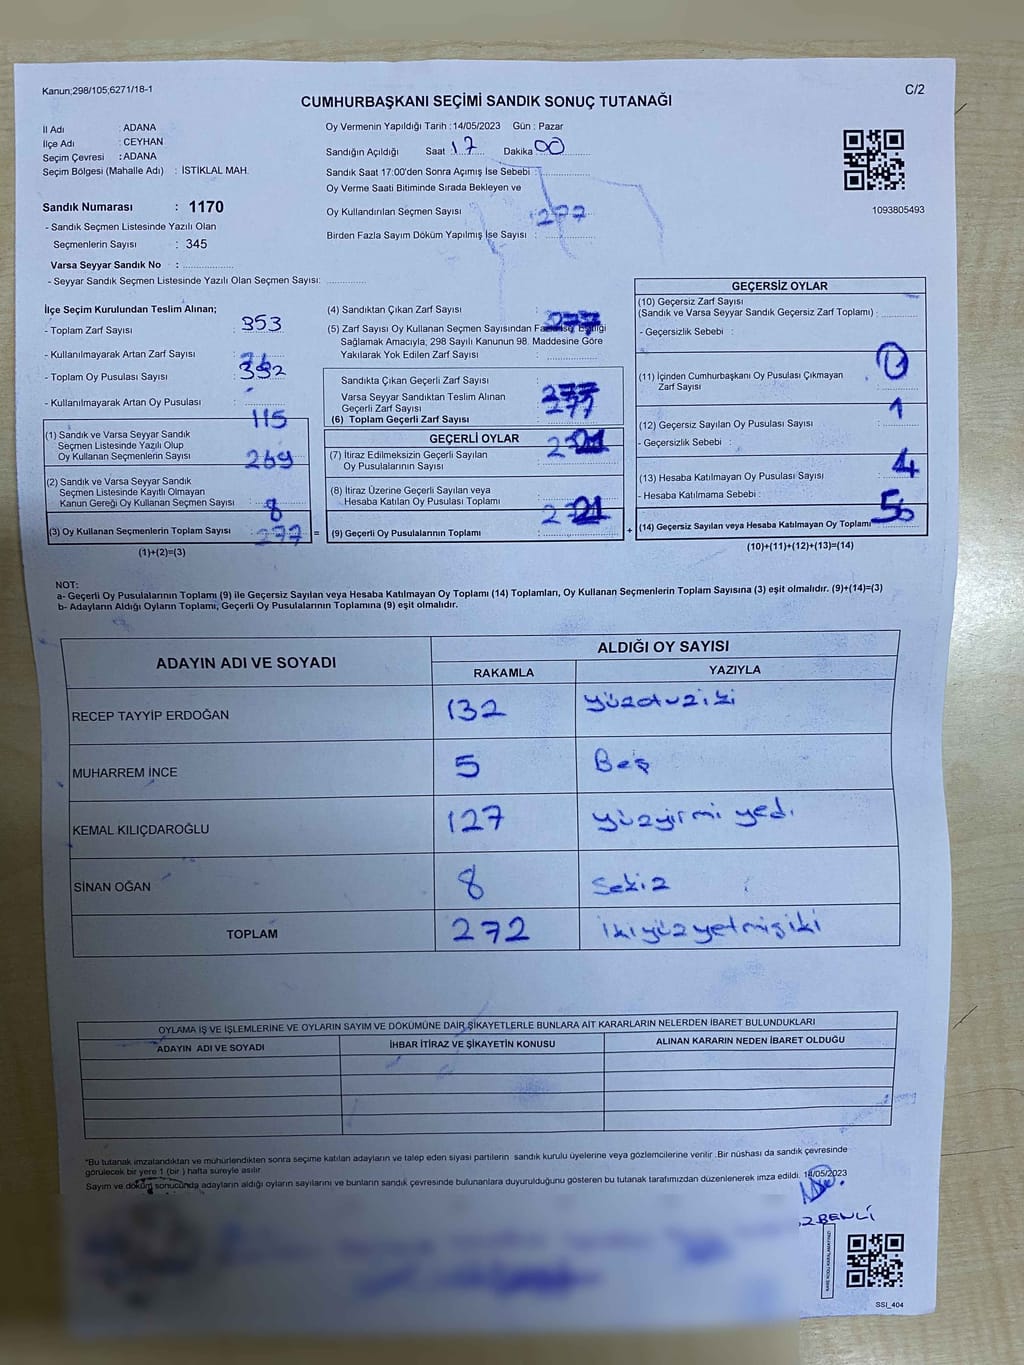 Kanun;298/105;6271/18-1
C/2
CUMHURBAŞKANI SEÇİMİ SANDIK SONUÇ TUTANAĞI
İl Adı : ADANA
İlçe Adı : CEYHAN
Seçim Çevresi : ADANA
Seçim Bölgesi (Mahalle Adı) : İSTİKLAL MAH.
Oy Vermenin Yapıldığı Tarih : 14/05/2023 Gün : Pazar
Sandığın Açıldığı Saat 17 Dakika 00
Sandık Saat 17:00'den Sonra Açımış İse Sebebi :
Oy Verme Saati Bitiminde Sırada Bekleyen ve
Oy Kullandırılan Seçmen Sayısı : 277
Birden Fazla Sayım Döküm Yapılmış İse Sayısı :
1093805493
Sandık Numarası : 1170
- Sandık Seçmen Listesinde Yazılı Olan
Seçmenlerin Sayısı : 345
Varsa Seyyar Sandık No :
- Seyyar Sandık Seçmen Listesinde Yazılı Olan Seçmen Sayısı:
İlçe Seçim Kurulundan Teslim Alınan;
- Toplam Zarf Sayısı : 353
- Kullanılmayarak Artan Zarf Sayısı :
- Toplam Oy Pusulası Sayısı : 392
- Kullanılmayarak Artan Oy Pusulası : 115
(1) Sandık ve Varsa Seyyar Sandık
Seçmen Listesinde Yazılı Olup
Oy Kullanan Seçmenlerin Sayısı : 269
(2) Sandık ve Varsa Seyyar Sandık
Seçmen Listesinde Kayıtlı Olmayan
Kanun Gereği Oy Kullanan Seçmen Sayısı : 8
(3) Oy Kullanan Seçmenlerin Toplam Sayısı : 277 =
(1)+(2)=(3)
(4) Sandıktan Çıkan Zarf Sayısı : 277
(5) Zarf Sayısı Oy Kullanan Seçmen Sayısından
Sağlamak Amacıyla; 298 Sayılı Kanunun 98. Maddesine Göre
Yakılarak Yok Edilen Zarf Sayısı :
Sandıkta Çıkan Geçerli Zarf Sayısı : 277
Varsa Seyyar Sandıktan Teslim Alınan
Geçerli Zarf Sayısı :
(6) Toplam Geçerli Zarf Sayısı : 277
GEÇERLİ OYLAR
(7) İtiraz Edilmeksizin Geçerli Sayılan
Oy Pusulalarının Sayısı :
(8) İtiraz Üzerine Geçerli Sayılan veya
Hesaba Katılan Oy Pusulası Toplamı :
(9) Geçerli Oy Pusulalarının Toplamı : +
GEÇERSİZ OYLAR
(10) Geçersiz Zarf Sayısı
(Sandık ve Varsa Seyyar Sandık Geçersiz Zarf Toplamı) :
- Geçersizlik Sebebi :
(11) İçinden Cumhurbaşkanı Oy Pusulası Çıkmayan
Zarf Sayısı : 0
(12) Geçersiz Sayılan Oy Pusulası Sayısı : 1
- Geçersizlik Sebebi :
(13) Hesaba Katılmayan Oy Pusulası Sayısı : 4
- Hesaba Katılmama Sebebi :
(14) Geçersiz Sayılan veya Hesaba Katılmayan Oy Toplamı
(10)+(11)+(12)+(13)=(14)
NOT:
a- Geçerli Oy Pusulalarının Toplamı (9) ile Geçersiz Sayılan veya Hesaba Katılmayan Oy Toplamı (14) Toplamları, Oy Kullanan Seçmenlerin Toplam Sayısına (3) eşit olmalıdır. (9)+(14)=(3)
b- Adayların Aldığı Oyların Toplamı, Geçerli Oy Pusulalarının Toplamına (9) eşit olmalıdır.
ADAYIN ADI VE SOYADI ALDIĞI OY SAYISI
RAKAMLA YAZIYLA
RECEP TAYYİP ERDOĞAN 132 yüzotuziki
MUHARREM İNCE 5 Beş
KEMAL KILIÇDAROĞLU 127 yüzyirmi yedi
SİNAN OĞAN 8 Sekiz
TOPLAM 272 ikiyüzyetmişiki
OYLAMA İŞ VE İŞLEMLERİNE VE OYLARIN SAYIM VE DÖKÜMÜNE DAİR ŞİKAYETLERLE BUNLARA AİT KARARLARIN NELERDEN İBARET BULUNDUKLARI
ADAYIN ADI VE SOYADI İHBAR İTİRAZ VE ŞİKAYETİN KONUSU ALINAN KARARIN NEDEN İBARET OLDUĞU
"Bu tutanak imzalandıktan ve mühürlendikten sonra seçime katılan adayların ve talep eden siyasi partilerin sandık kurulu üyelerine veya gözlemcilerine verilir .Bir nüshası da sandık çevresinde
görülecek bir yere 1 (bir ) hafta süreyle asılır
Sayım ve döküm sonucunda adayların aldığı oyların sayılarını ve bunların sandık çevresinde bulunanlara duyurulduğunu gösteren bu tutanak tarafımızdan düzenlenerek imza edildi. 14/05/2023
BENLİ
SSI_404